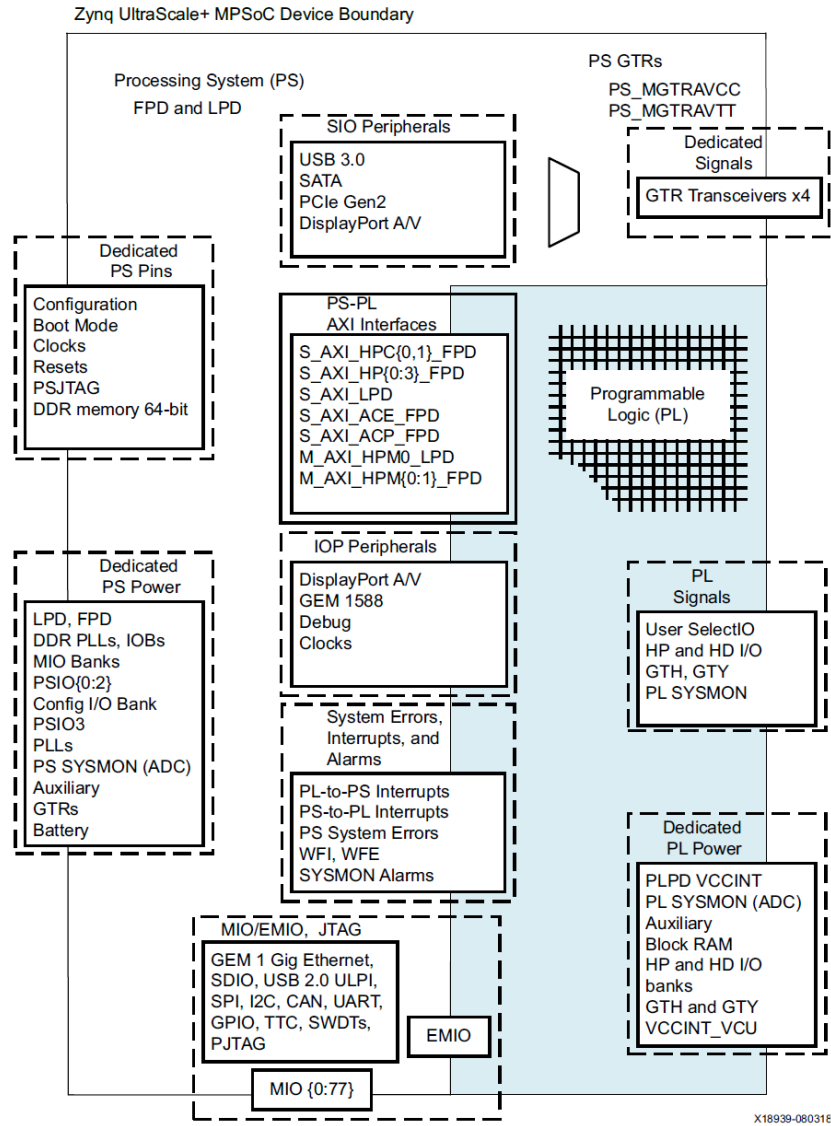 Zynq UltraScale+ MPSoC Device Boundary
Processing System (PS)
FPD and LPD
PS GTRs
PS_MGTRAVCC
PS_MGTRAVTT
SIO Peripherals
USB 3.0
SATA
PCIe Gen2
DisplayPort A/V
Dedicated
Signals
GTR Transceivers x4
Dedicated
PS Pins
Configuration
Boot Mode
Clocks
Resets
PSJTAG
DDR memory 64-bit
PS-PL
AXI Interfaces
S_AXI_HPC{0,1}_FPD
S_AXI_HP{0:3}_FPD
S_AXI_LPD
S_AXI_ACE_FPD
S_AXI_ACP_FPD
M_AXI_HPM0_LPD
M_AXI_HPM{0:1}_FPD
Programmable
Logic (PL)
Dedicated
PS Power
LPD, FPD
DDR PLLs, IOBs
MIO Banks
PSIO{0:2}
Config I/O Bank
PSIO3
PLLs
PS SYSMON (ADC)
Auxiliary
GTRs
Battery
IOP Peripherals
DisplayPort A/V
GEM 1588
Debug
Clocks
PL
Signals
User SelectIO
HP and HD I/O
GTH, GTY
PL SYSMON
System Errors,
Interrupts, and
Alarms
PL-to-PS Interrupts
PS-to-PL Interrupts
PS System Errors
WFI, WFE
SYSMON Alarms
Dedicated
PL Power
PLPD VCCINT
PL SYSMON (ADC)
Auxiliary
Block RAM
HP and HD I/O
banks
GTH and GTY
VCCINT_VCU
MIO/EMIO, JTAG
GEM 1 Gig Ethernet,
SDIO, USB 2.0 ULPI,
SPI, I2C, CAN, UART,
GPIO, TTC, SWDTs,
PJTAG
EMIO
MIO {0:77}
X18939-080318